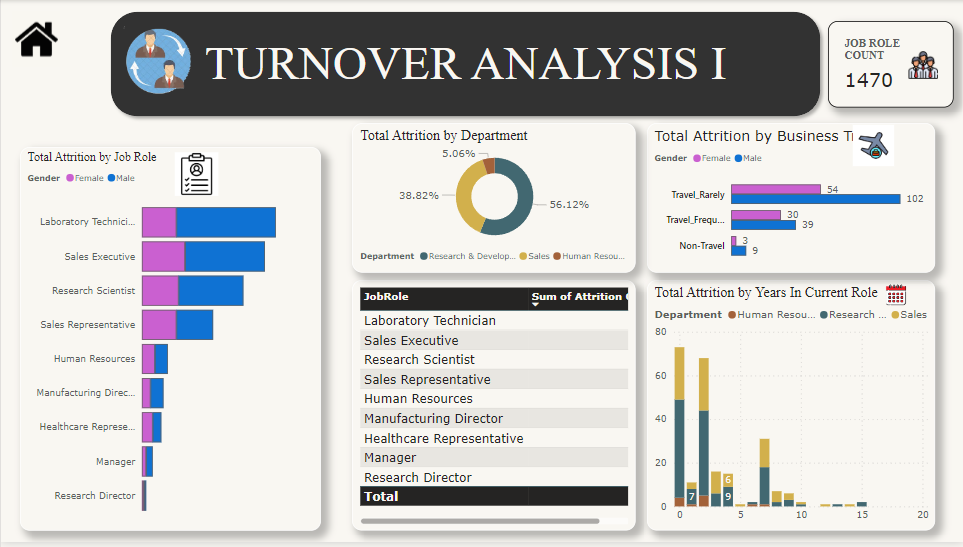 TURNOVER ANALYSIS I
JOB ROLE
COUNT
1470
Total Attrition by Job Role
Gender Female Male
Laboratory Technici...
Sales Executive
Research Scientist
Sales Representative
Human Resources
Manufacturing Direc...
Healthcare Represe...
Manager
Research Director
Total Attrition by Department
5.06%
38.82%
56.12%
Department Research & Develop... Sales Human Resou...
JobRole Sum of Attrition
Laboratory Technician
Sales Executive
Research Scientist
Sales Representative
Human Resources
Manufacturing Director
Healthcare Representative
Manager
Research Director
Total
Total Attrition by Business
Gender Female Male
Travel_Rarely 54
102
Travel_Frequ... 30
39
Non-Travel 3
9
Total Attrition by Years In Current Role
Department Human Resou... Research ... Sales
80
60
40
20
0
6
7 9
0 5 10 15 20